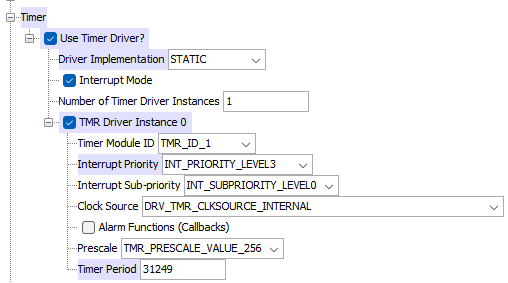 Timer
Use Timer Driver?
Driver Implementation STATIC
Interrupt Mode
Number of Timer Driver Instances 1
TMR Driver Instance 0
Timer Module ID TMR_ID_1
Interrupt Priority INT_PRIORITY_LEVEL3
Interrupt Sub-priority INT_SUBPRIORITY_LEVEL0
Clock Source DRV_TMR_CLKSOURCE_INTERNAL
Alarm Functions (Callbacks)
Prescale TMR_PRESCALE_VALUE_256
Timer Period 31249